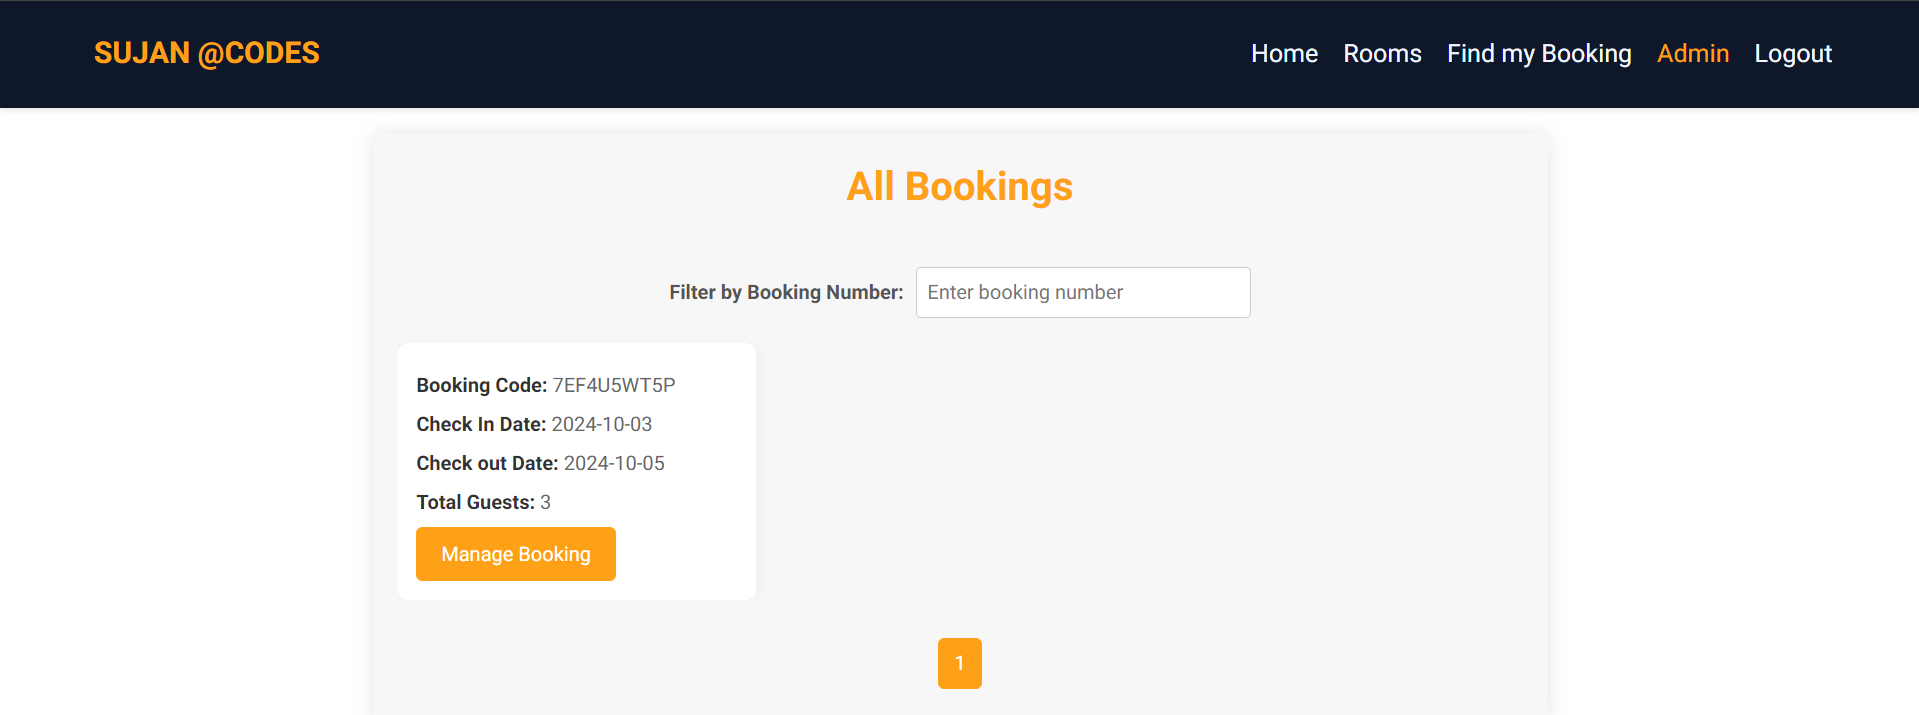 SUJAN @CODES
Home Rooms Find my Booking Admin Logout
All Bookings
Filter by Booking Number: Enter booking number
Booking Code: 7EF4U5WT5P
Check In Date: 2024-10-03
Check out Date: 2024-10-05
Total Guests: 3
Manage Booking
1